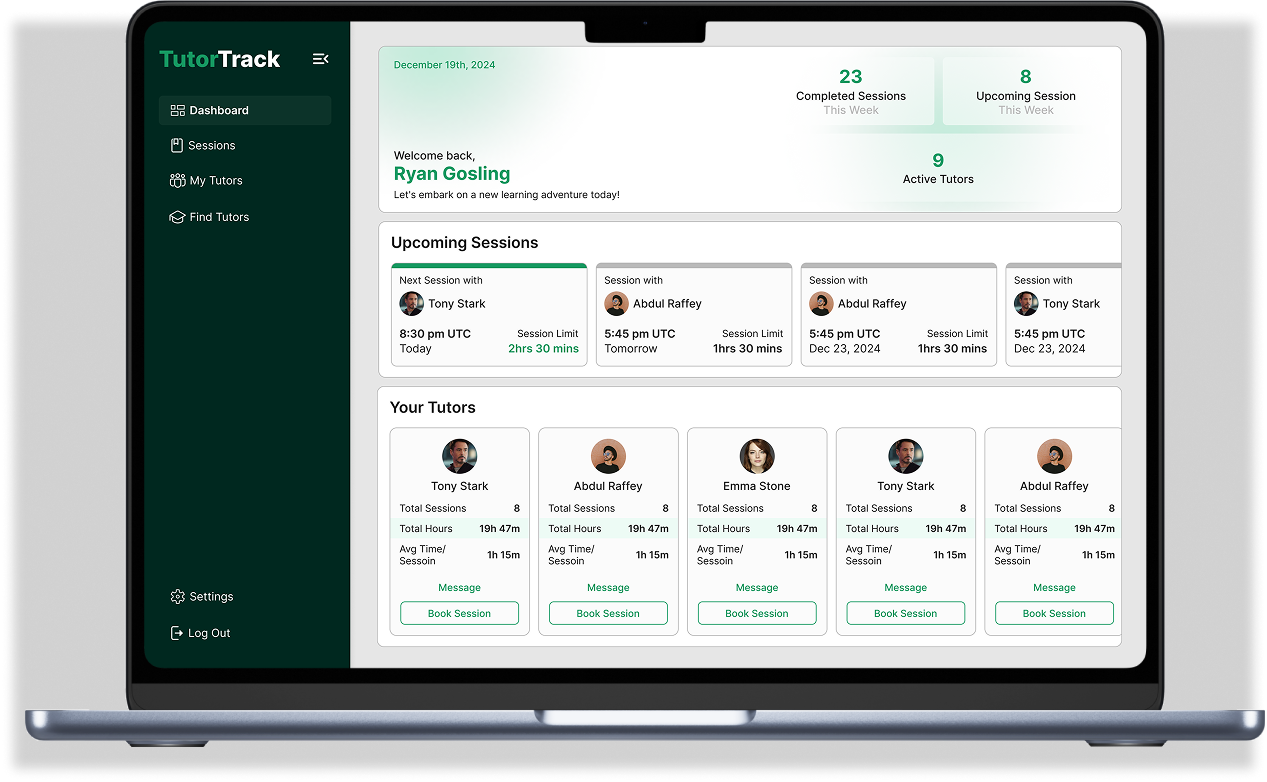 TutorTrack
Dashboard
Sessions
My Tutors
Find Tutors
Settings
Log Out
December 19th, 2024
Welcome back,
Ryan Gosling
Let's embark on a new learning adventure today!
23
Completed Sessions
This Week
8
Upcoming Session
This Week
9
Active Tutors
Upcoming Sessions
Next Session with
Tony Stark
8:30 pm UTC
Today
Session Limit
2hrs 30 mins
Session with
Abdul Raffey
5:45 pm UTC
Tomorrow
Session Limit
1hrs 30 mins
Session with
Abdul Raffey
5:45 pm UTC
Dec 23, 2024
Session Limit
1hrs 30 mins
Session with
Tony Stark
5:45 pm UTC
Dec 23, 2024
Your Tutors
Tony Stark
Total Sessions 8
Total Hours 19h 47m
Avg Time/
Sessoin 1h 15m
Message
Book Session
Abdul Raffey
Total Sessions 8
Total Hours 19h 47m
Avg Time/
Sessoin 1h 15m
Message
Book Session
Emma Stone
Total Sessions 8
Total Hours 19h 47m
Avg Time/
Sessoin 1h 15m
Message
Book Session
Tony Stark
Total Sessions 8
Total Hours 19h 47m
Avg Time/
Sessoin 1h 15m
Message
Book Session
Abdul Raffey
Total Sessions 8
Total Hours 19h 47m
Avg Time/
Sessoin 1h 15m
Message
Book Session